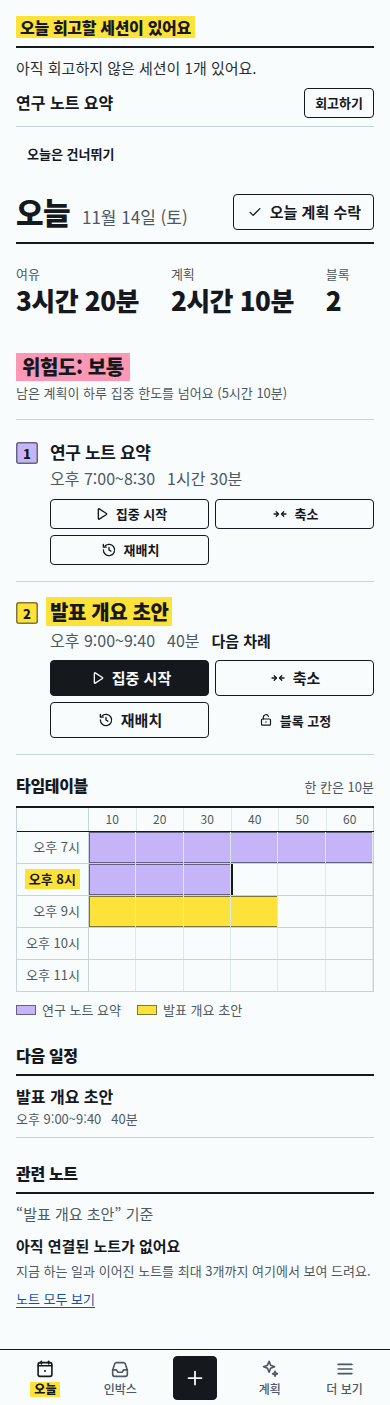 오늘 회고할 세션이 있어요
아직 회고하지 않은 세션이 1개 있어요.
연구 노트 요약 회고하기
오늘은 건너뛰기
오늘 11월 14일 (토) 오늘 계획 수락
여유 계획 블록
3시간 20분 2시간 10분 2
위험도: 보통
남은 계획이 하루 집중 한도를 넘어요 (5시간 10분)
1 연구 노트 요약
오후 7:00~8:30 1시간 30분
집중 시작 축소
재배치
2 발표 개요 초안
오후 9:00~9:40 40분 다음 차례
집중 시작 축소
재배치 블록 고정
타임테이블 한 칸은 10분
10 20 30 40 50 60
오후 7시
오후 8시
오후 9시
오후 10시
오후 11시
연구 노트 요약 발표 개요 초안
다음 일정
발표 개요 초안
오후 9:00~9:40 40분
관련 노트
“발표 개요 초안” 기준
아직 연결된 노트가 없어요
지금 하는 일과 이어진 노트를 최대 3개까지 여기에서 보여 드려요.
노트 모두 보기
오늘 인박스 계획 더 보기